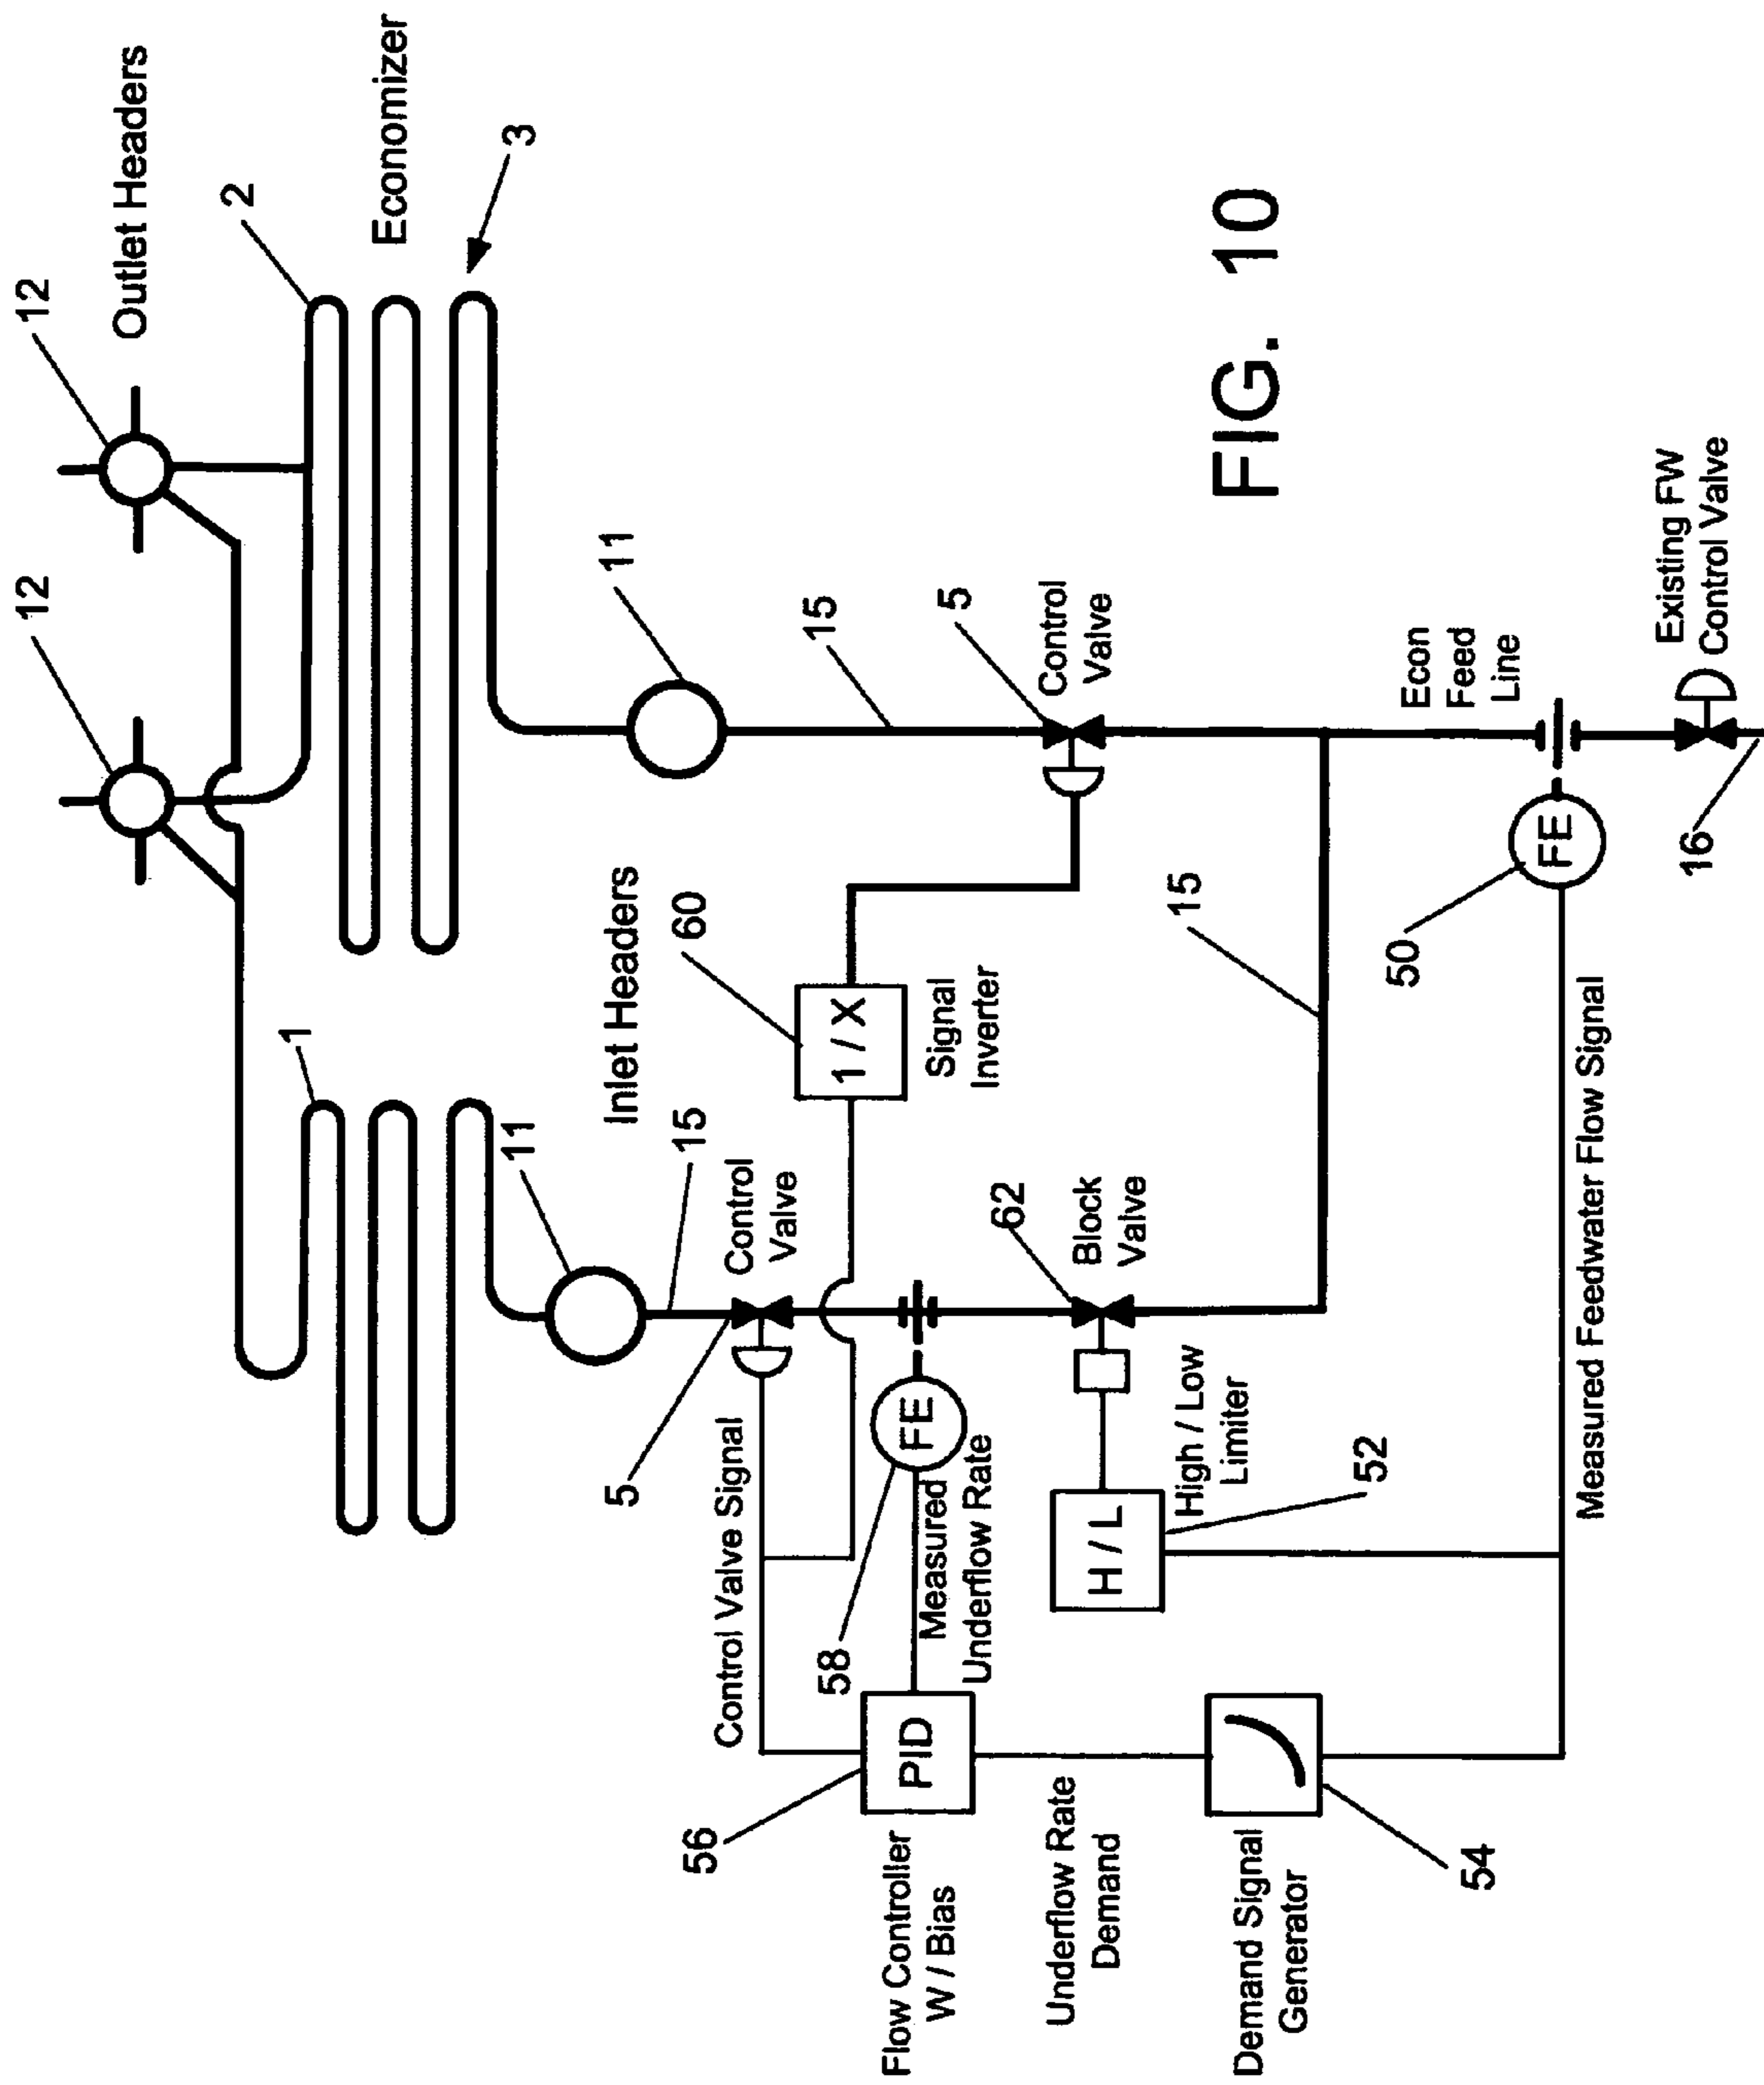 12
12
Outlet Headers
2
Economizer
3
1
11
11
Inlet Headers
15
15
60
1 / X
Signal
Inverter
5
Control
Valve
5
Control
Valve
Control Valve Signal
FE
58
Measured
Underflow Rate
62
Block
Valve
15
FIG. 10
Econ
Feed
Line
Existing FW
Control Valve
16
FE
50
56
PID
Flow Controller
W / Bias
H / L
High / Low
Limiter
52
Underflow Rate
Demand
Demand Signal
Generator
54
Measured Feedwater Flow Signal